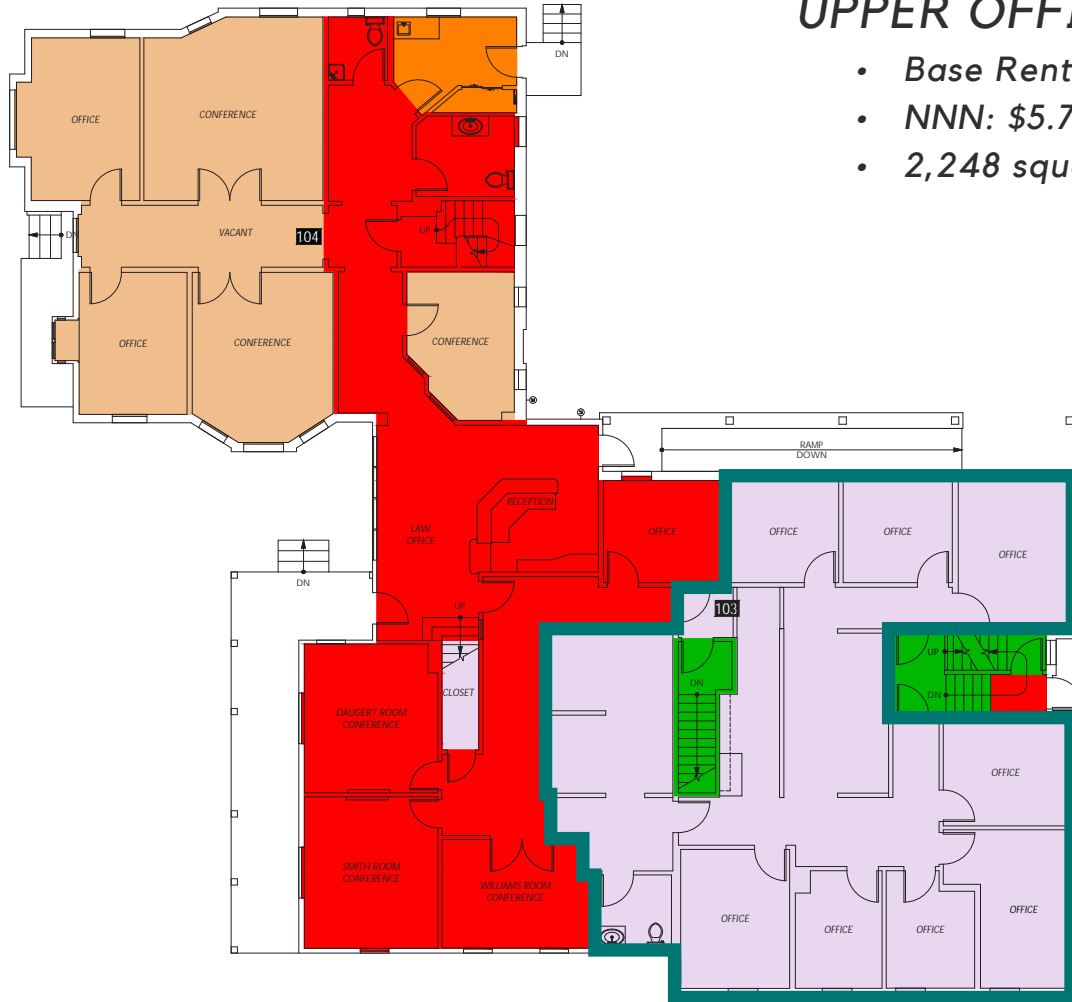 UPPER OFFI
• Base Rent
• NNN: $5.7
• 2,248 squ
DN
OFFICE
CONFERENCE
DN
VACANT
104
UP
OFFICE
CONFERENCE
CONFERENCE
RAMP
DOWN
RECEPTION
LAW
OFFICE
OFFICE
OFFICE
OFFICE
OFFICE
DN
UP
103
UP
DN
DN
CLOSET
DAUGERT ROOM
CONFERENCE
OFFICE
SMITH ROOM
CONFERENCE
WILLIAMS ROOM
CONFERENCE
OFFICE
OFFICE
OFFICE
OFFICE